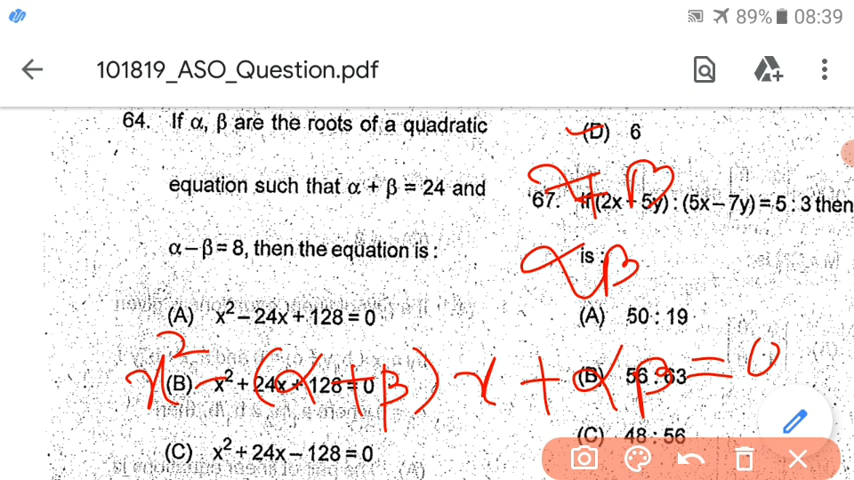 89% 08:39
101819_ASO_Question.pdf
64. If α, β are the roots of a quadratic
equation such that α + β = 24 and
α – β = 8, then the equation is :
(A) x² – 24x + 128 = 0
(B) x² + 24x + 128 = 0
(C) x² + 24x – 128 = 0
(D) 6
67. If (2x + 5y) : (5x – 7y) = 5 : 3 then
is :
(A) 50 : 19
(B) 56 : 63
(C) 48 : 56
α + β
αβ
x² – (α + β) x + αβ = 0